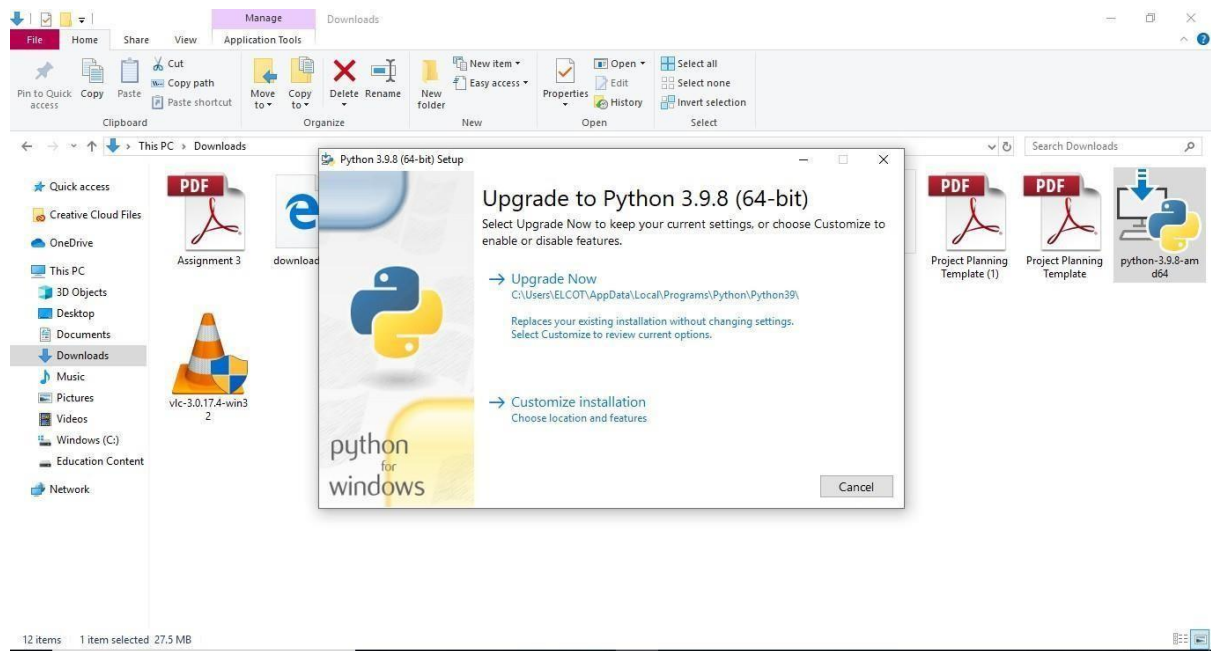 Manage
Downloads
File
Home
Share
View
Application Tools
Pin to Quick access
Copy
Paste
Cut
Copy path
Paste shortcut
Clipboard
Move to
Copy to
Delete
Rename
Organize
New folder
New item
Easy access
New
Properties
Open
Edit
History
Open
Select all
Select none
Invert selection
Select
This PC
Downloads
Search Downloads
Quick access
Creative Cloud Files
OneDrive
This PC
3D Objects
Desktop
Documents
Downloads
Music
Pictures
Videos
Windows (C:)
Education Content
Network
PDF
Assignment 3
download
vlc-3.0.17.4-win3
2
Python 3.9.8 (64-bit) Setup
Upgrade to Python 3.9.8 (64-bit)
Select Upgrade Now to keep your current settings, or choose Customize to
enable or disable features.
Upgrade Now
C:\Users\ELCOT\AppData\Local\Programs\Python\Python39\
Replaces your existing installation without changing settings.
Select Customize to review current options.
Customize installation
Choose location and features
python
for
windows
Cancel
PDF
Project Planning
Template (1)
PDF
Project Planning
Template
python-3.9.8-am
d64
12 items
1 item selected 27.5 MB